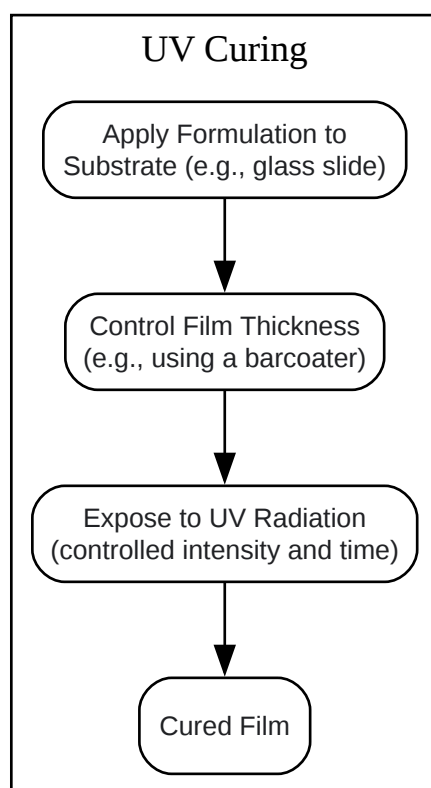 UV Curing
Apply Formulation to
Substrate (e.g., glass slide)
Control Film Thickness
(e.g., using a barcoater)
Expose to UV Radiation
(controlled intensity and time)
Cured Film